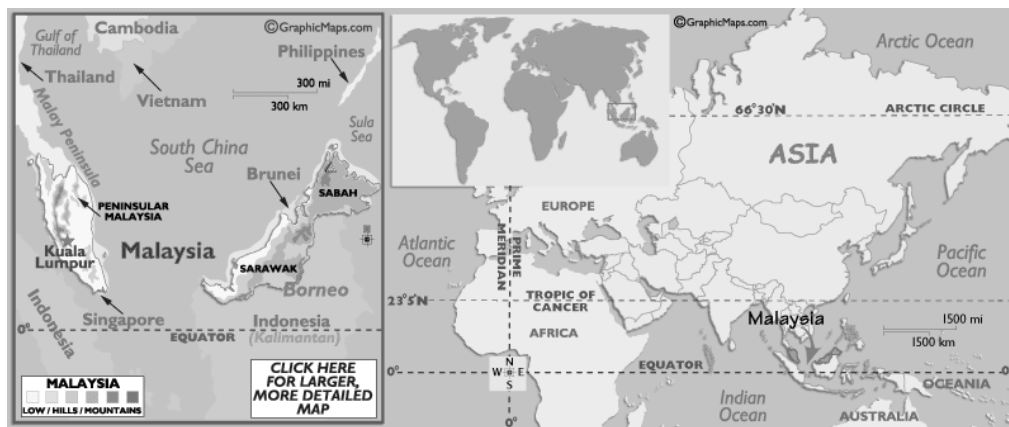 ©GraphicMaps.com
Gulf of
Thailand
Cambodia
Philippines
Thailand
300 mi
300 km
Vietnam
Malay Peninsula
Sulu
Sea
South China
Sea
Brunei
SABAH
PENINSULAR
MALAYSIA
N
Kuala
Lumpur
Malaysia
SARAWAK
Borneo
Indonesia
Singapore
Indonesia
(Kalimantan)
0°
EQUATOR
MALAYSIA
LOW / HILLS / MOUNTAINS
CLICK HERE
FOR LARGER,
MORE DETAILED
MAP
©GraphicMaps.com
Arctic Ocean
66°30'N
ARCTIC CIRCLE
ASIA
EUROPE
Atlantic
Ocean
PRIME
MERIDIAN
Pacific
Ocean
23°5'N
TROPIC OF
CANCER
Malaysia
1500 mi
1500 km
AFRICA
EQUATOR
N
W E
S
0°
OCEANIA
Indian
Ocean
AUSTRALIA
0°